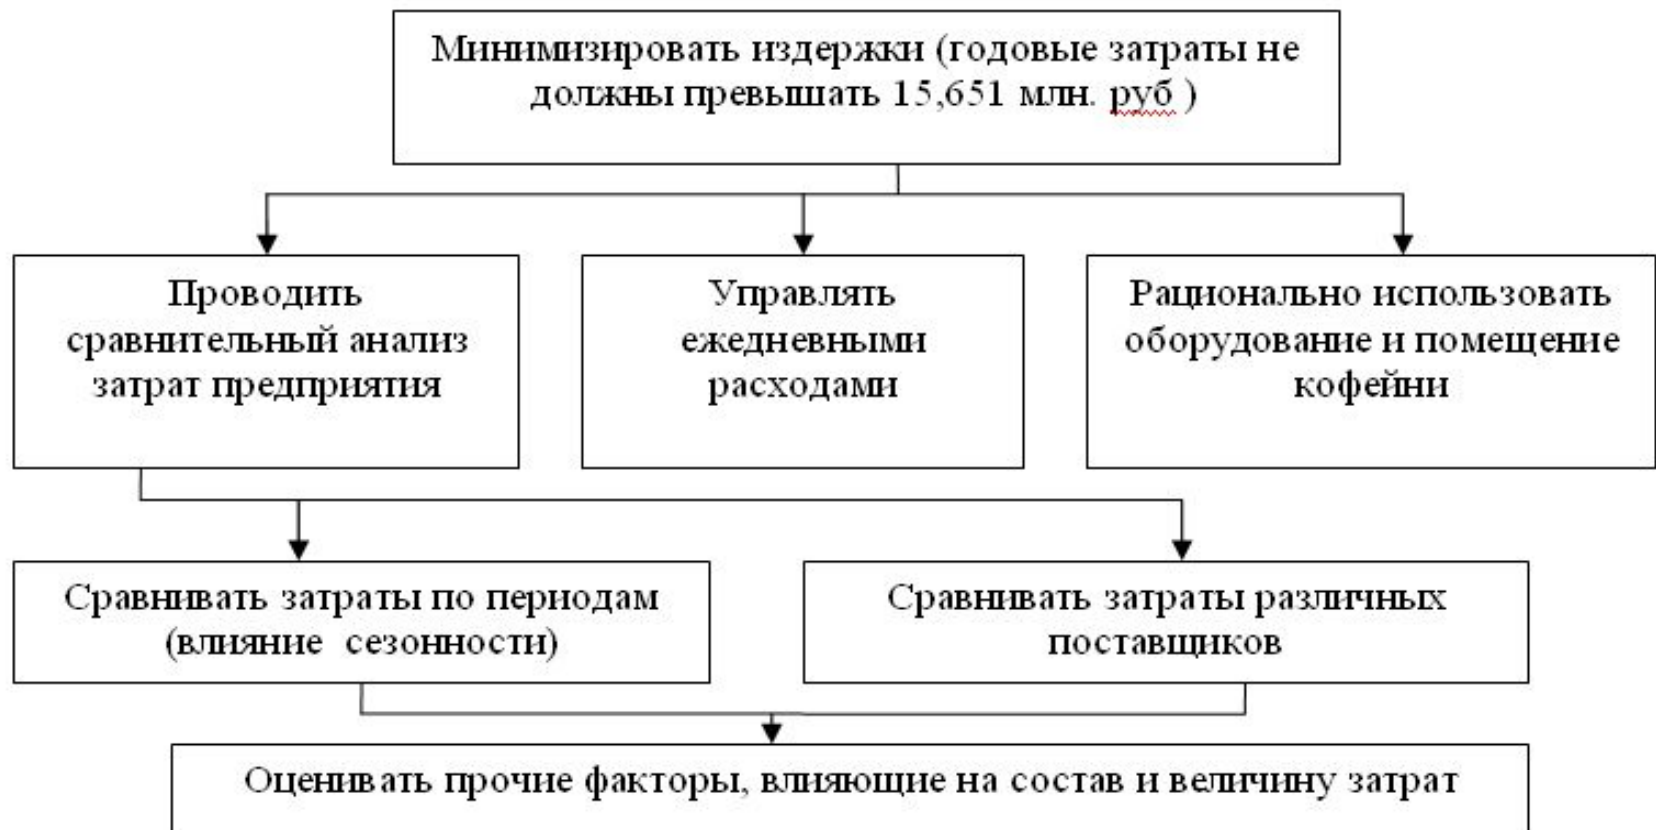 Минимизировать издержки (годовые затраты не
должны превышать 15,651 млн. руб )
Проводить
сравнительный анализ
затрат предприятия
Управлять
ежедневными
расходами
Рационально использовать
оборудование и помещение
кофейни
Сравнивать затраты по периодам
(влияние  сезонности)
Сравнивать затраты различных
поставщиков
Оценивать прочие факторы, влияющие на состав и величину затрат